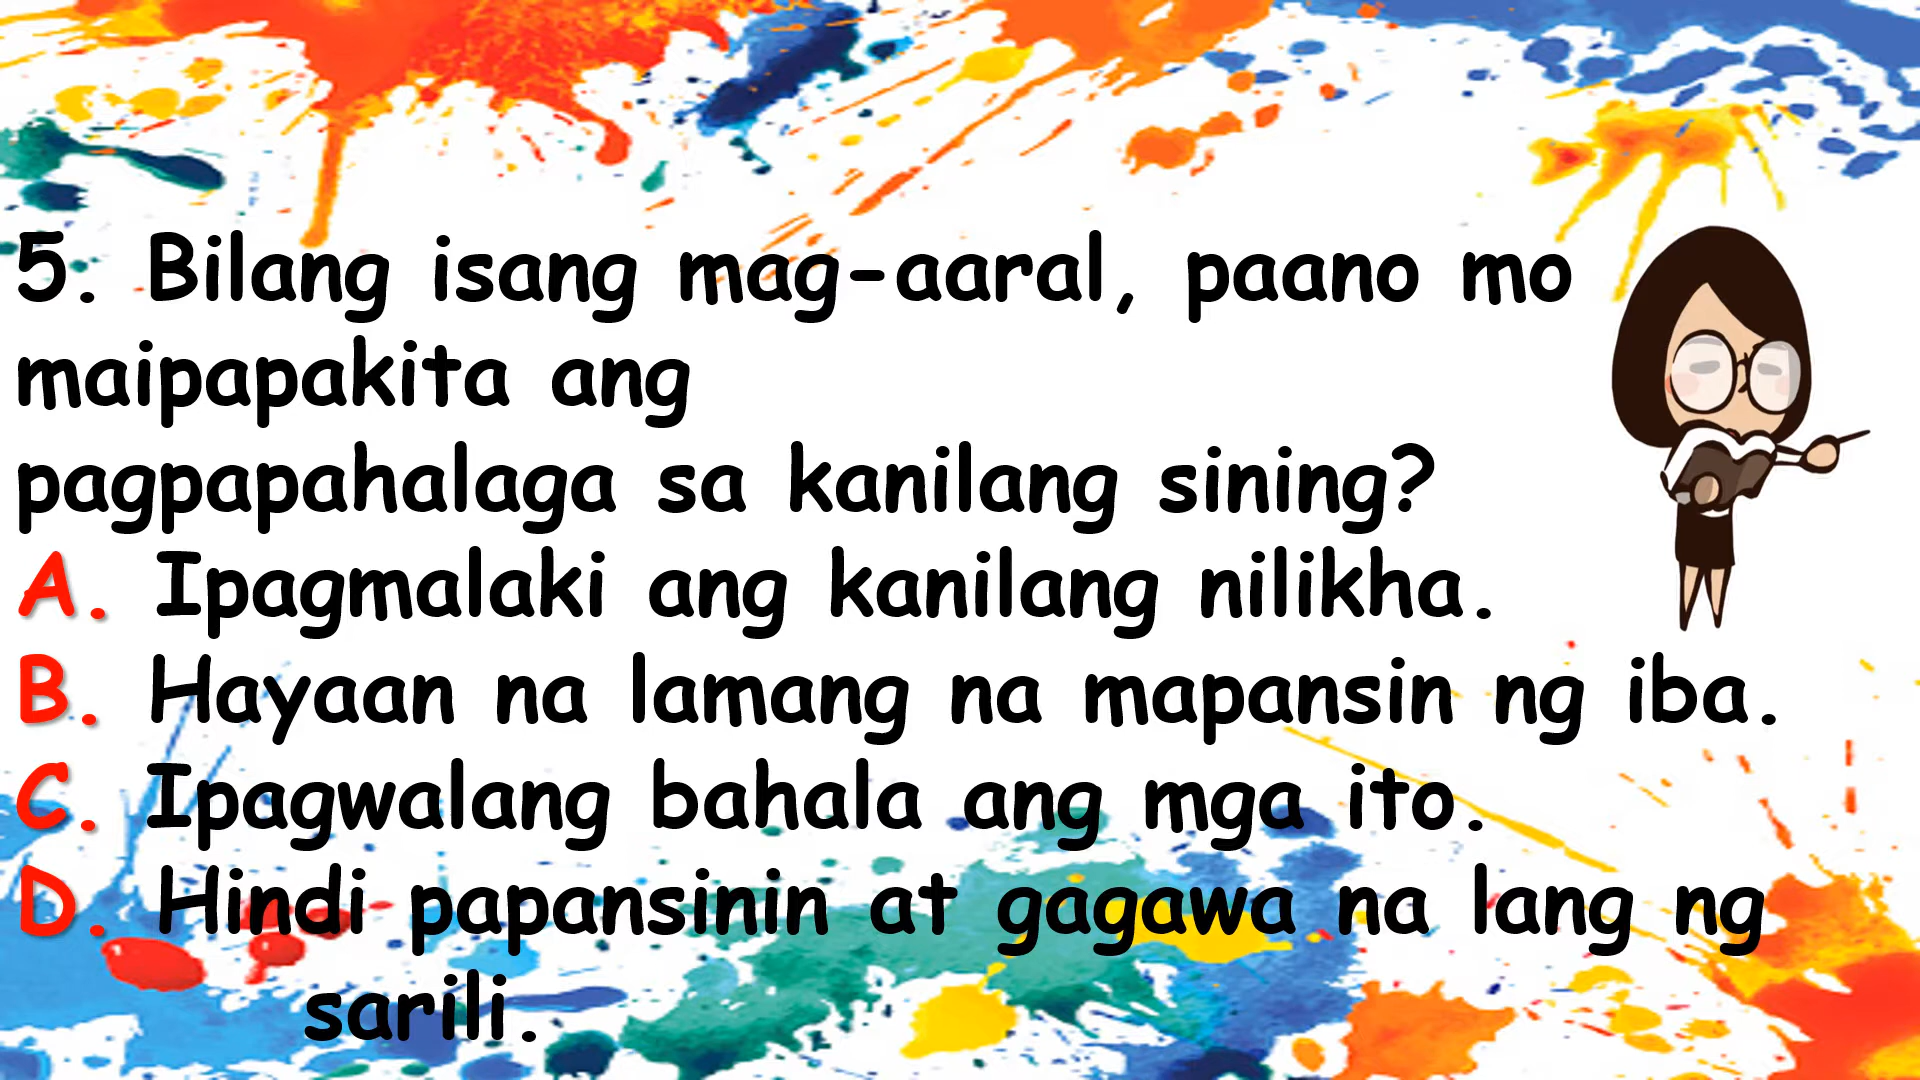 5. Bilang isang mag-aaral, paano mo
maipapakita ang
pagpapahalaga sa kanilang sining?
A. Ipagmalaki ang kanilang nilikha.
B. Hayaan na lamang na mapansin ng iba.
C. Ipagwalang bahala ang mga ito.
D. Hindi papansinin at gagawa na lang ng
sarili.